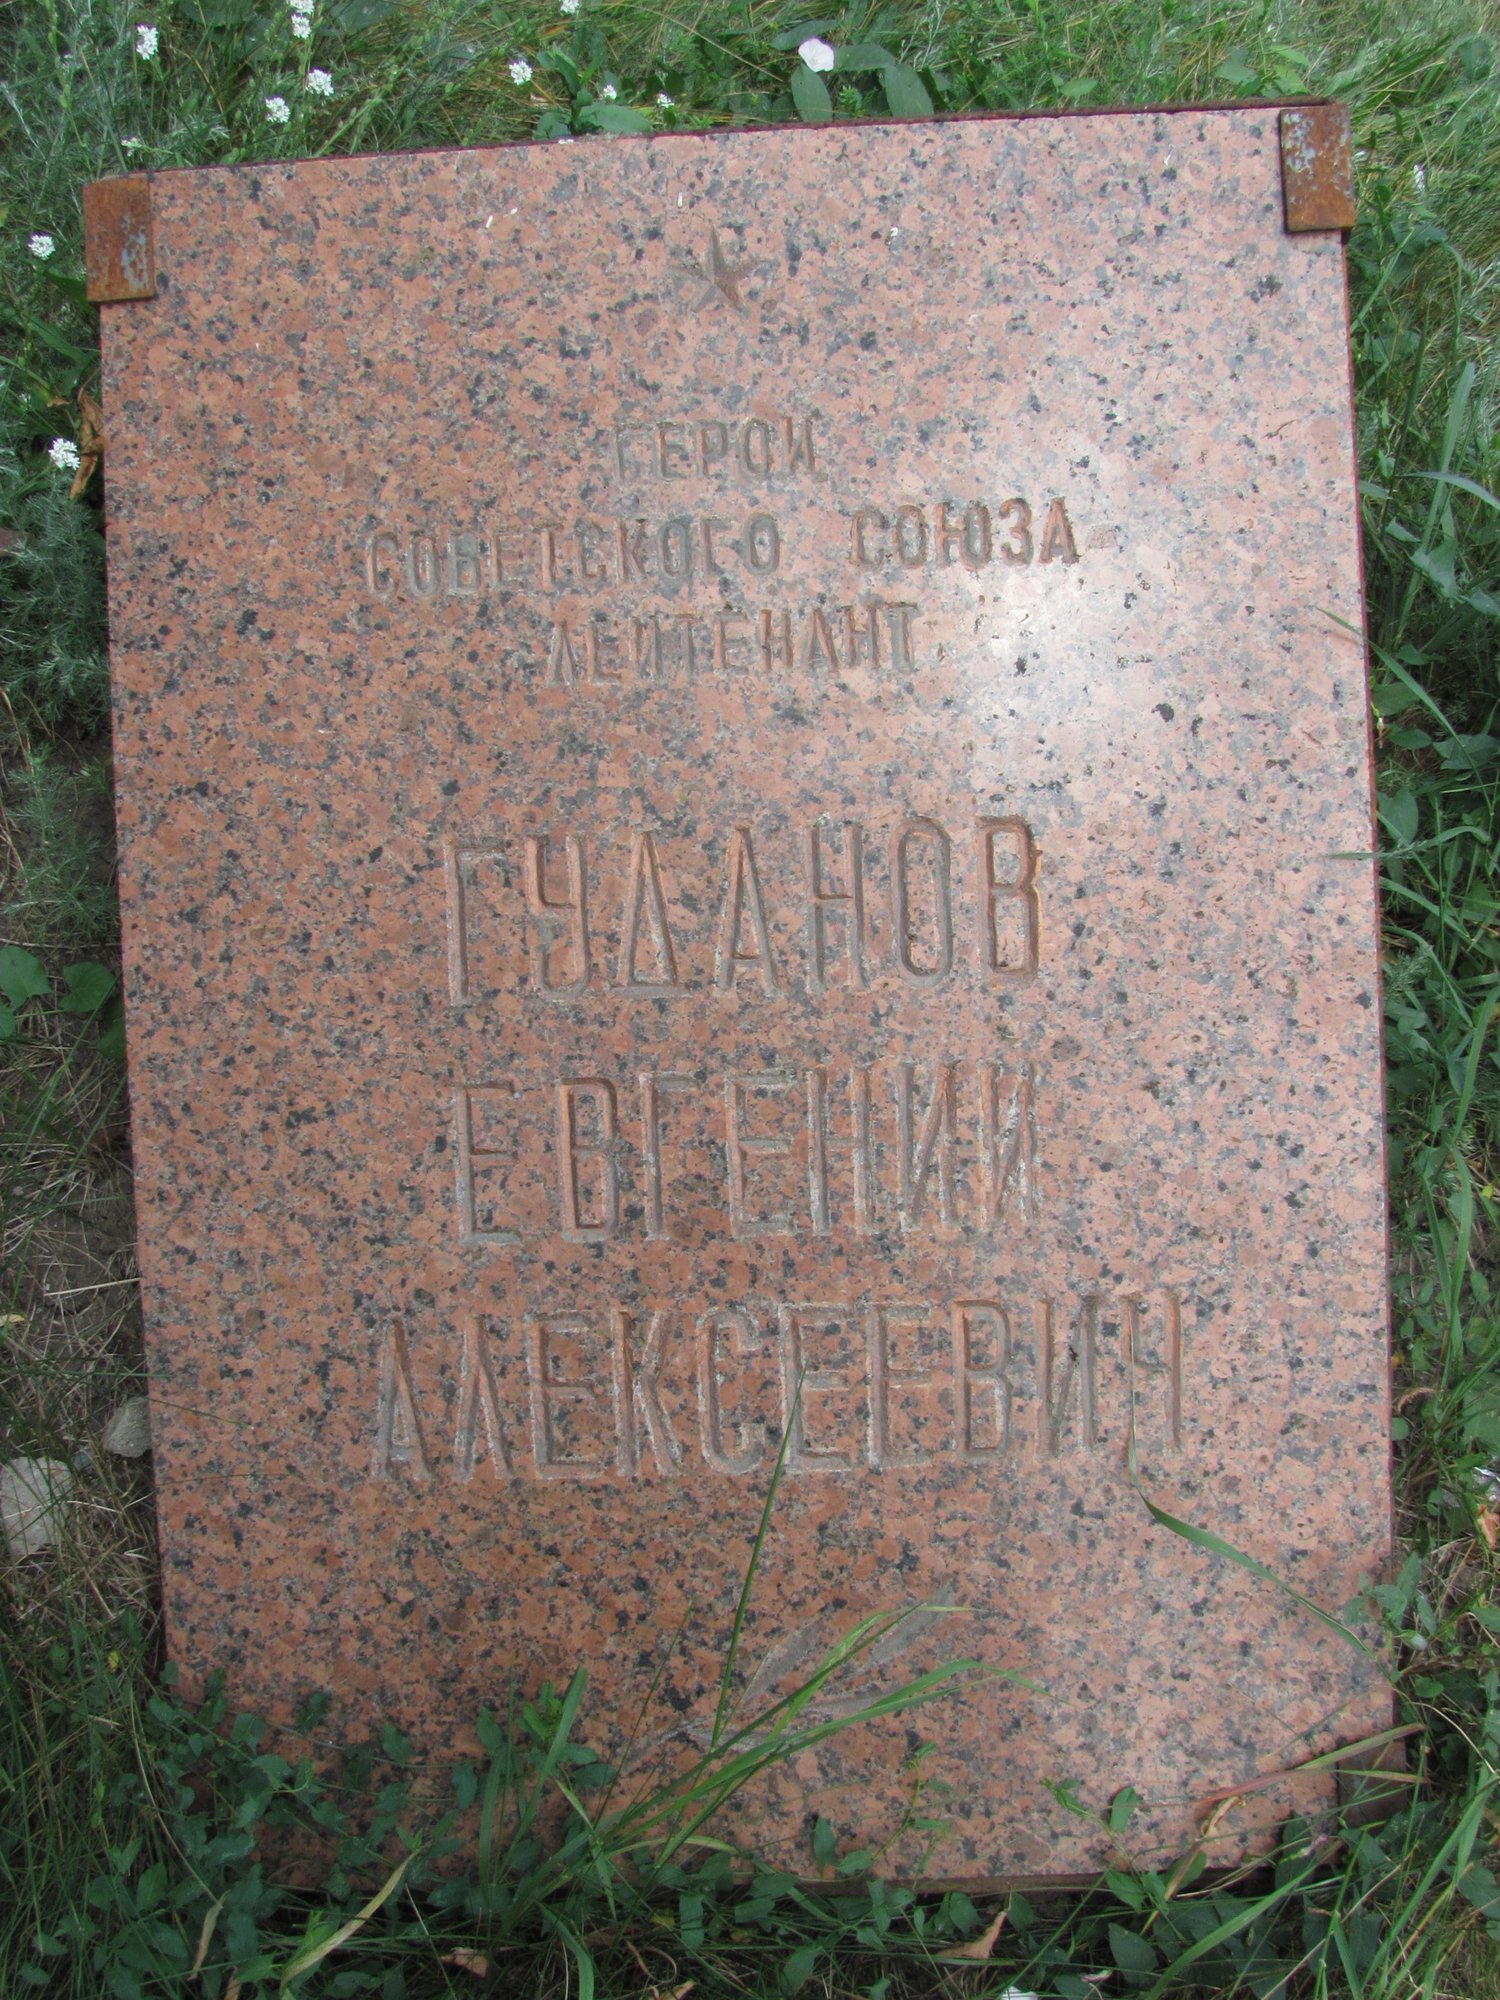 ГЕРОЙ
СОВЕТСКОГО СОЮЗА
ЛЕЙТЕНАНТ
ГУДАНОВ
ЕВГЕНИЙ
АЛЕКСЕЕВИЧ